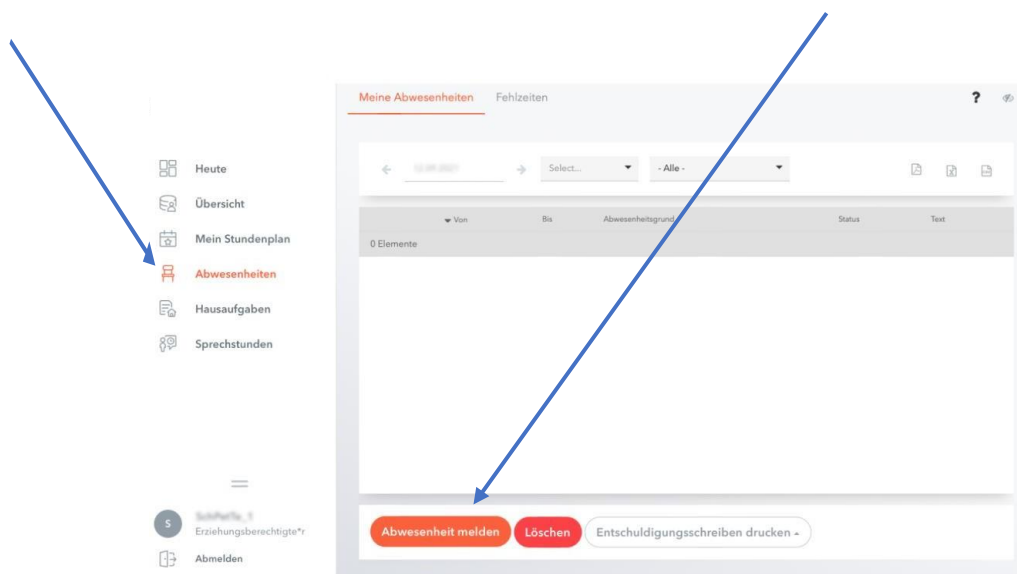 Meine Abwesenheiten Fehlzeiten ?
Heute
Übersicht
Mein Stundenplan
Abwesenheiten
Hausaufgaben
Sprechstunden
Select... - Alle -
Von Bis Abwesenheitsgrund Status Text
0 Elemente
S
Erziehungsberechtigte*r
Abmelden
Abwesenheit melden Löschen Entschuldigungsschreiben drucken